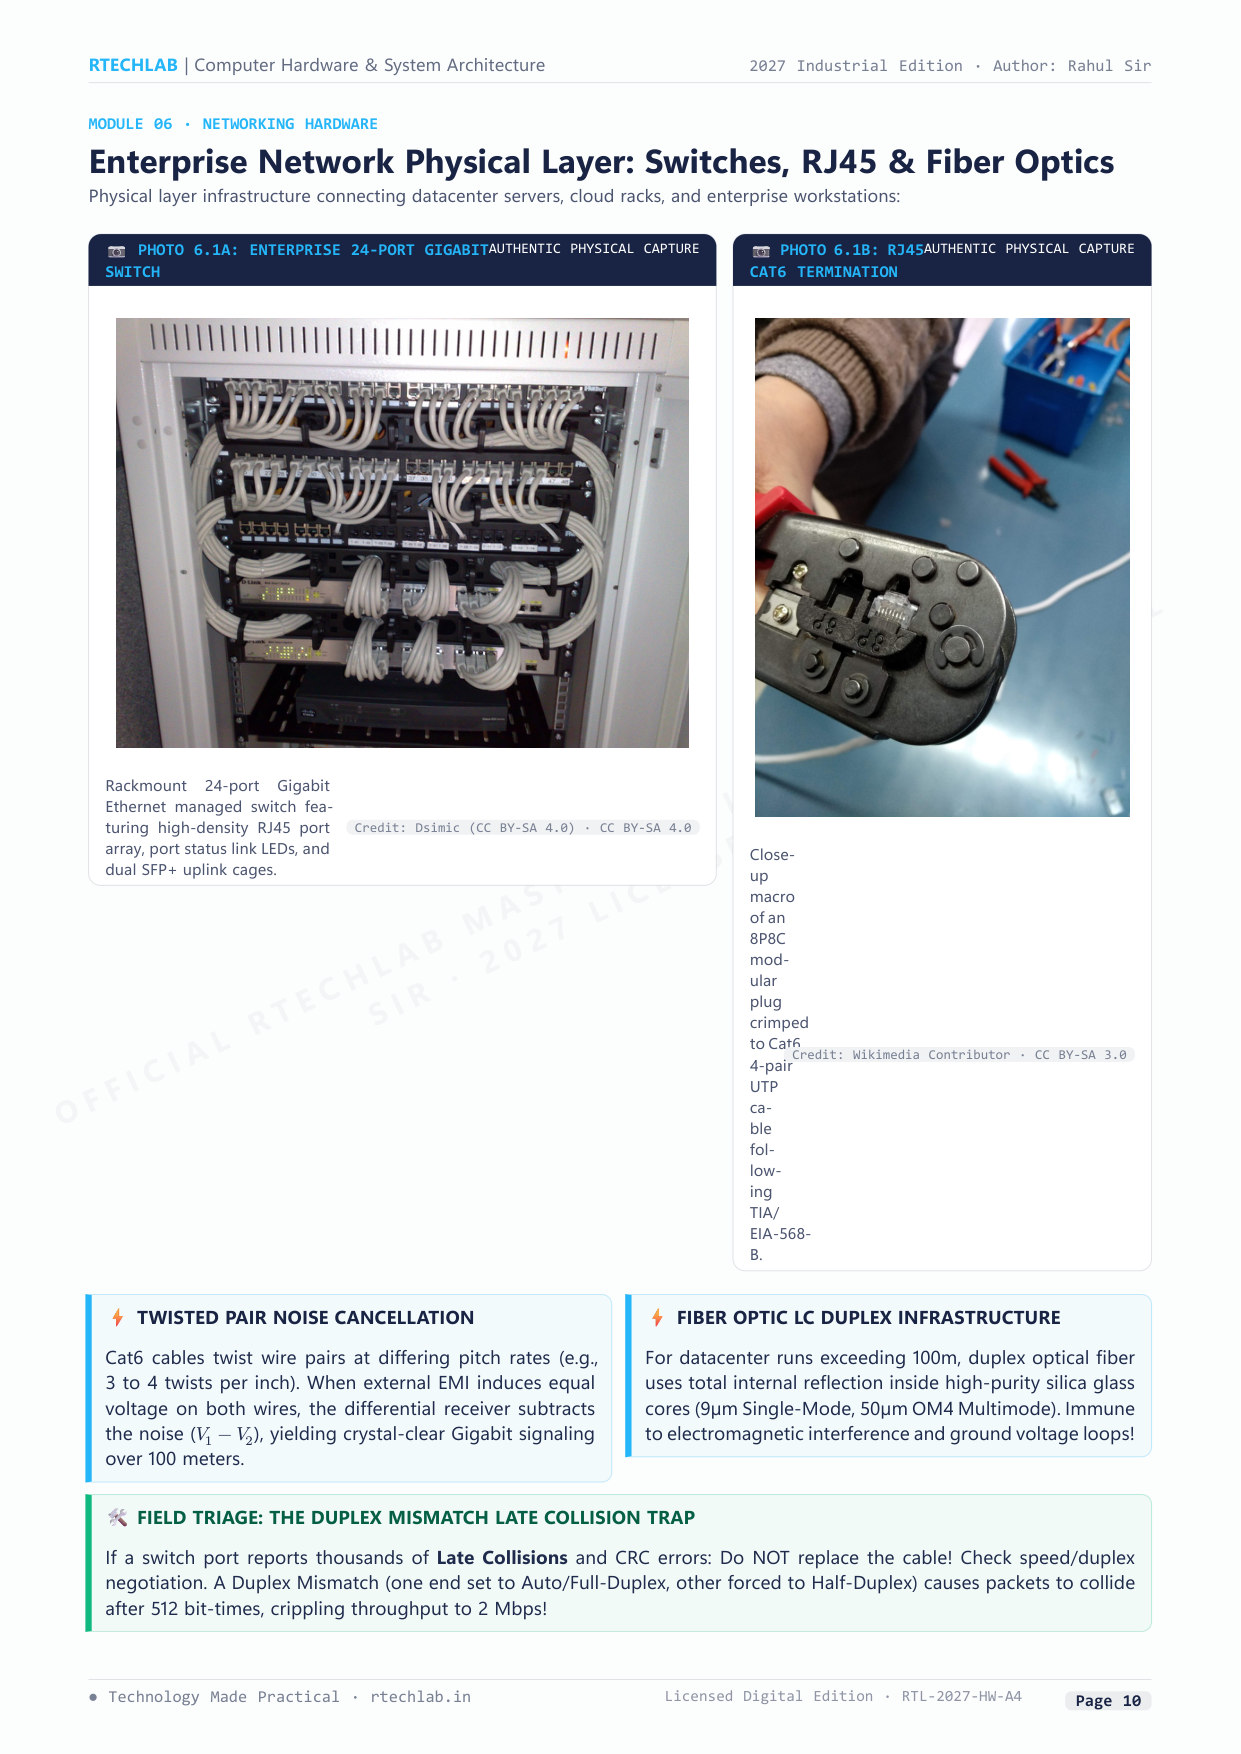 RTECHLAB | Computer Hardware & System Architecture
2027 Industrial Edition · Author: Rahul Sir
MODULE 06 · NETWORKING HARDWARE
Enterprise Network Physical Layer: Switches, RJ45 & Fiber Optics
Physical layer infrastructure connecting datacenter servers, cloud racks, and enterprise workstations:
📷 PHOTO 6.1A: ENTERPRISE 24-PORT GIGABIT
SWITCH
AUTHENTIC PHYSICAL CAPTURE
Rackmount 24-port Gigabit
Ethernet managed switch fea-
turing high-density RJ45 port
array, port status link LEDs, and
dual SFP+ uplink cages.
Credit: Dsimic (CC BY-SA 4.0) · CC BY-SA 4.0
📷 PHOTO 6.1B: RJ45
CAT6 TERMINATION
AUTHENTIC PHYSICAL CAPTURE
8P
8P
Close-
up
macro
of an
8P8C
mod-
ular
plug
crimped
to Cat6
4-pair
UTP
ca-
ble
fol-
low-
ing
TIA/
EIA-568-
B.
Credit: Wikimedia Contributor · CC BY-SA 3.0
OFFICIAL RTECHLAB MAST
SIR · 2027 LICE
⚡ TWISTED PAIR NOISE CANCELLATION
Cat6 cables twist wire pairs at differing pitch rates (e.g.,
3 to 4 twists per inch). When external EMI induces equal
voltage on both wires, the differential receiver subtracts
the noise (V₁ − V₂), yielding crystal-clear Gigabit signaling
over 100 meters.
⚡ FIBER OPTIC LC DUPLEX INFRASTRUCTURE
For datacenter runs exceeding 100m, duplex optical fiber
uses total internal reflection inside high-purity silica glass
cores (9µm Single-Mode, 50µm OM4 Multimode). Immune
to electromagnetic interference and ground voltage loops!
🛠 FIELD TRIAGE: THE DUPLEX MISMATCH LATE COLLISION TRAP
If a switch port reports thousands of Late Collisions and CRC errors: Do NOT replace the cable! Check speed/duplex
negotiation. A Duplex Mismatch (one end set to Auto/Full-Duplex, other forced to Half-Duplex) causes packets to collide
after 512 bit-times, crippling throughput to 2 Mbps!
● Technology Made Practical · rtechlab.in
Licensed Digital Edition · RTL-2027-HW-A4
Page 10